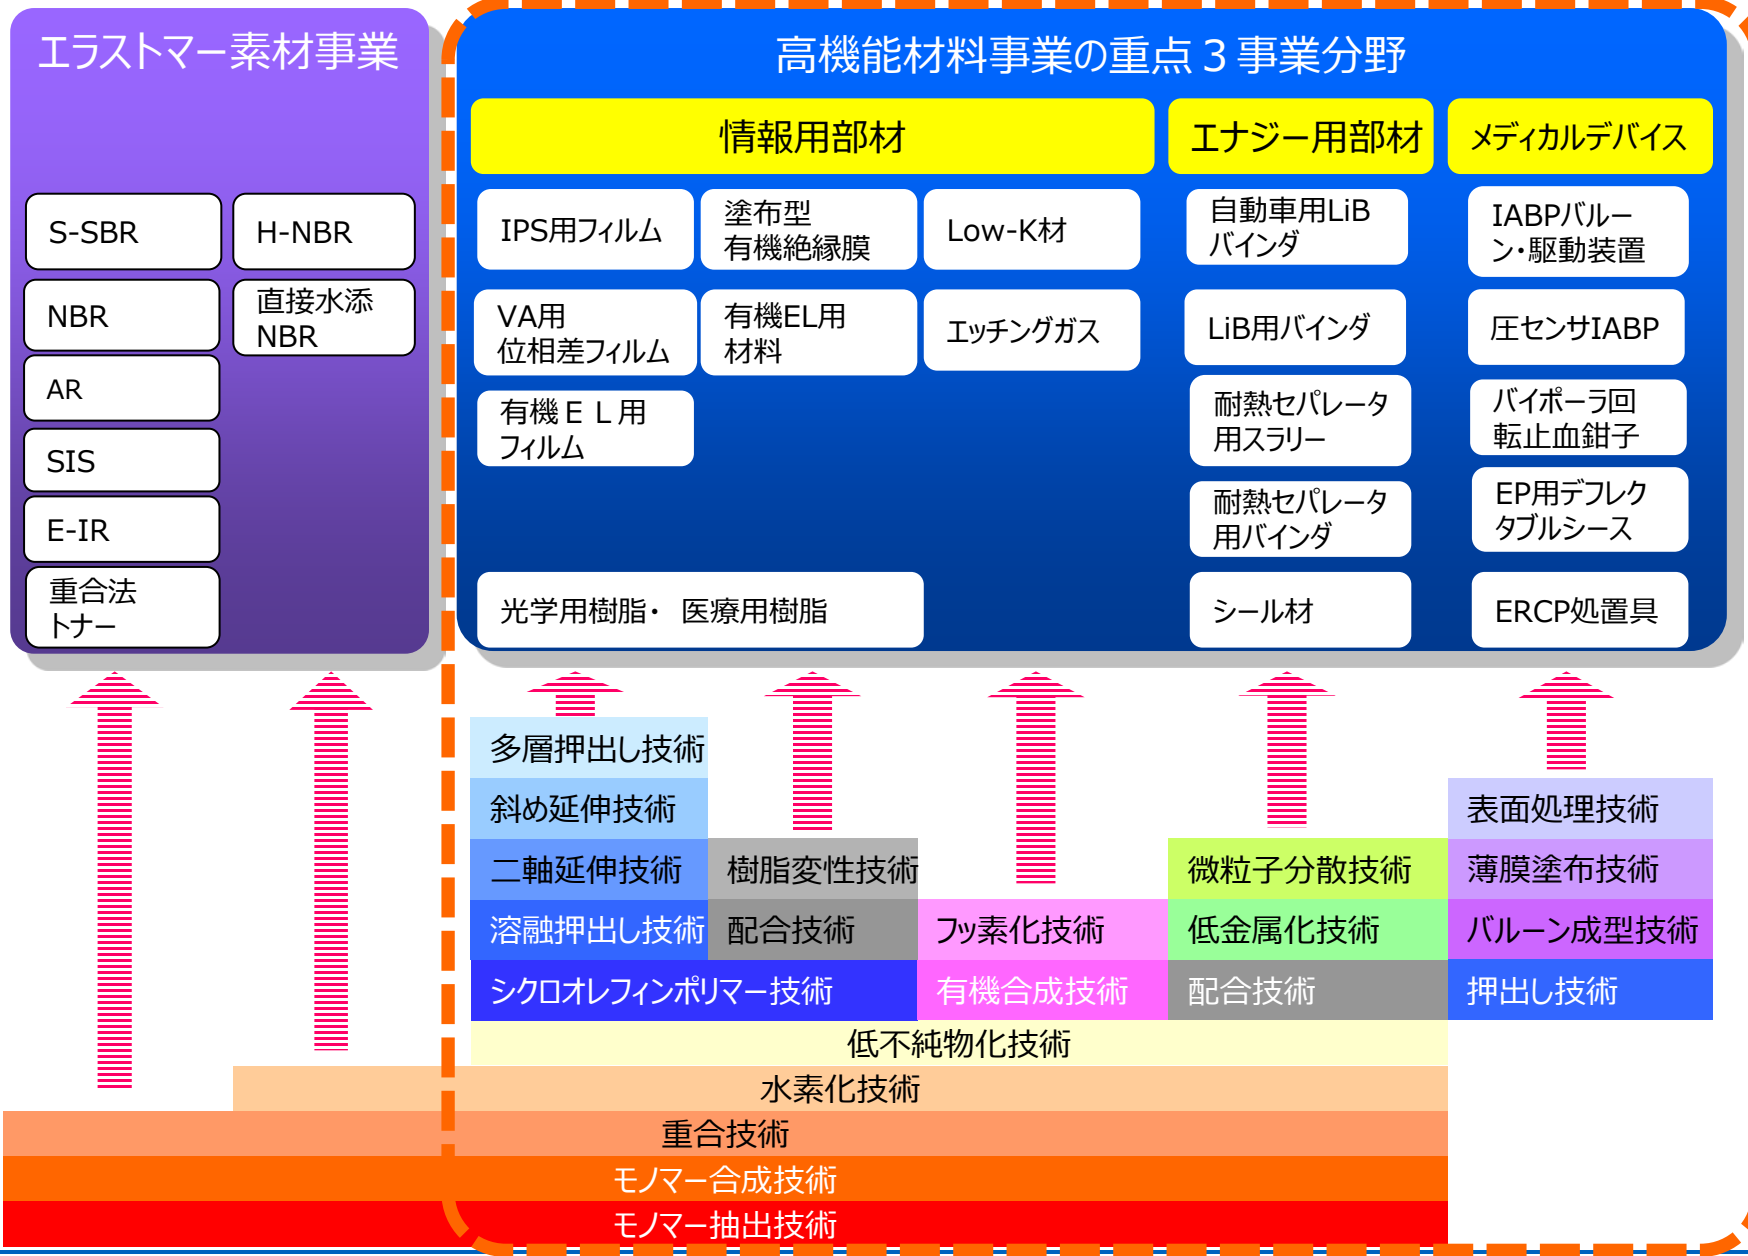 エラストマー素材事業
S-SBR
H-NBR
NBR
直接水添
NBR
AR
SIS
E-IR
重合法
トナー
高機能材料事業の重点３事業分野
情報用部材
エナジー用部材
メディカルデバイス
IPS用フィルム
塗布型
有機絶縁膜
Low-K材
VA用
位相差フィルム
有機EL用
材料
エッチングガス
有機ＥＬ用
フィルム
光学用樹脂・ 医療用樹脂
自動車用LiB
バインダ
LiB用バインダ
耐熱セパレータ
用スラリー
耐熱セパレータ
用バインダ
シール材
IABPバルー
ン・駆動装置
圧センサIABP
バイポーラ回
転止血鉗子
EP用デフレク
タブルシース
ERCP処置具
多層押出し技術
斜め延伸技術
二軸延伸技術
溶融押出し技術
樹脂変性技術
配合技術
シクロオレフィンポリマー技術
フッ素化技術
有機合成技術
微粒子分散技術
低金属化技術
配合技術
表面処理技術
薄膜塗布技術
バルーン成型技術
押出し技術
低不純物化技術
水素化技術
重合技術
モノマー合成技術
モノマー抽出技術